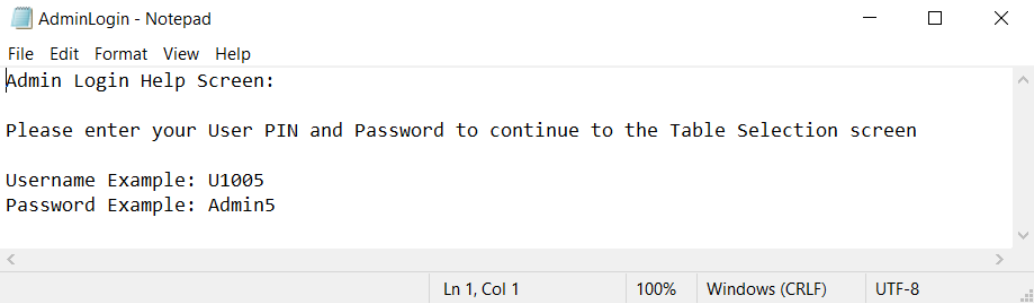 AdminLogin - Notepad
File Edit Format View Help
Admin Login Help Screen:
Please enter your User PIN and Password to continue to the Table Selection screen
Username Example: U1005
Password Example: Admin5
Ln 1, Col 1 100% Windows (CRLF) UTF-8